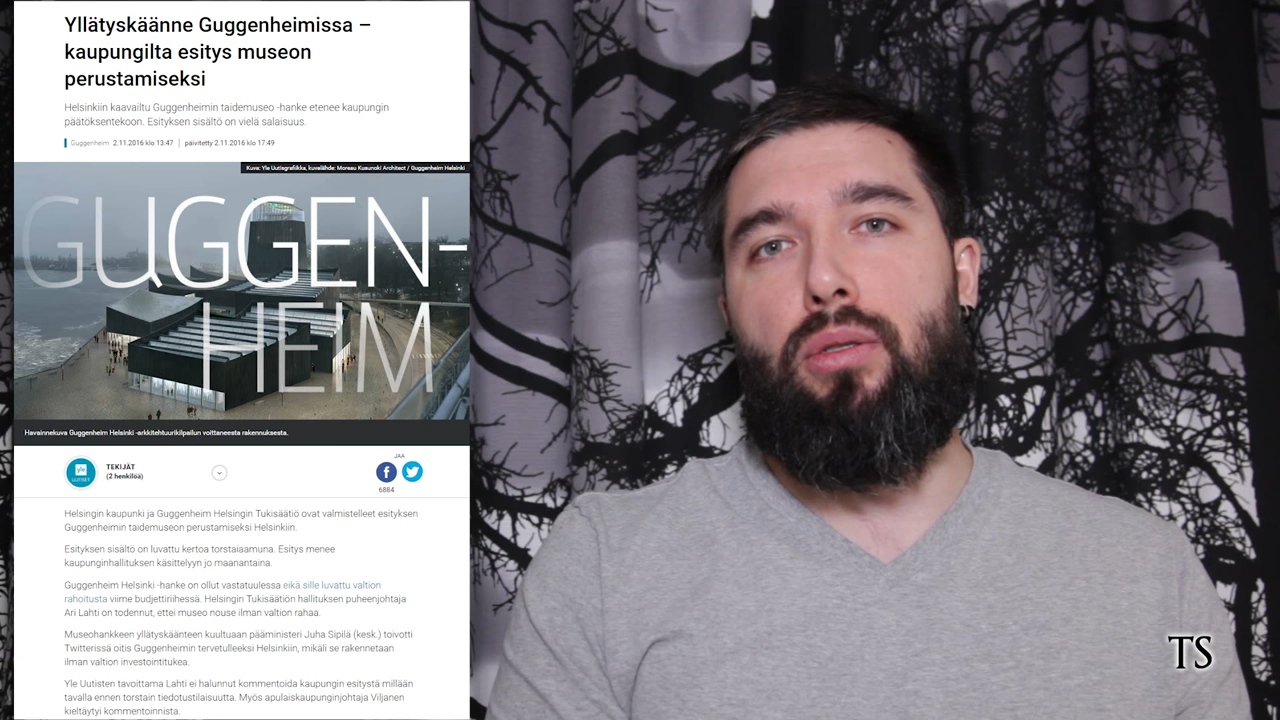 Yllätyskäänne Guggenheimissa –
kaupungilta esitys museon
perustamiseksi
Helsinkiin kaavailtu Guggenheimin taidemuseo -hanke etenee kaupungin
päätöksentekoon. Esityksen sisältö on vielä salaisuus.
Guggenheim 2.11.2016 klo 13:47 | päivitetty 2.11.2016 klo 17:49
Kuva: Yle Uutisgrafiikka, kuvalähde: Moreau Kusunoki Architect / Guggenheim Helsinki
GUGGEN-
HEIM
Havainnekuva Guggenheim Helsinki -arkkitehtuurikilpailun voittaneesta rakennuksesta.
yle
UUTISET
TEKIJÄT
(2 henkilöä)
JAA
6884
Helsingin kaupunki ja Guggenheim Helsingin Tukisäätiö ovat valmistelleet esityksen
Guggenheimin taidemuseon perustamiseksi Helsinkiin.
Esityksen sisältö on luvattu kertoa torstaiaamuna. Esitys menee
kaupunginhallituksen käsittelyyn jo maanantaina.
Guggenheim Helsinki -hanke on ollut vastatuulessa eikä sille luvattu valtion
rahoitusta viime budjettiriihessä. Helsingin Tukisäätiön hallituksen puheenjohtaja
Ari Lahti on todennut, ettei museo nouse ilman valtion rahaa.
Museohankkeen yllätyskäänteen kuultuaan pääministeri Juha Sipilä (kesk.) toivotti
Twitterissä oitis Guggenheimin tervetulleeksi Helsinkiin, mikäli se rakennetaan
ilman valtion investointitukea.
Yle Uutisten tavoittama Lahti ei halunnut kommentoida kaupungin esitystä millään
tavalla ennen torstain tiedotustilaisuutta. Myös apulaiskaupunginjohtaja Viljanen
kieltäytyi kommentoinnista.
TS